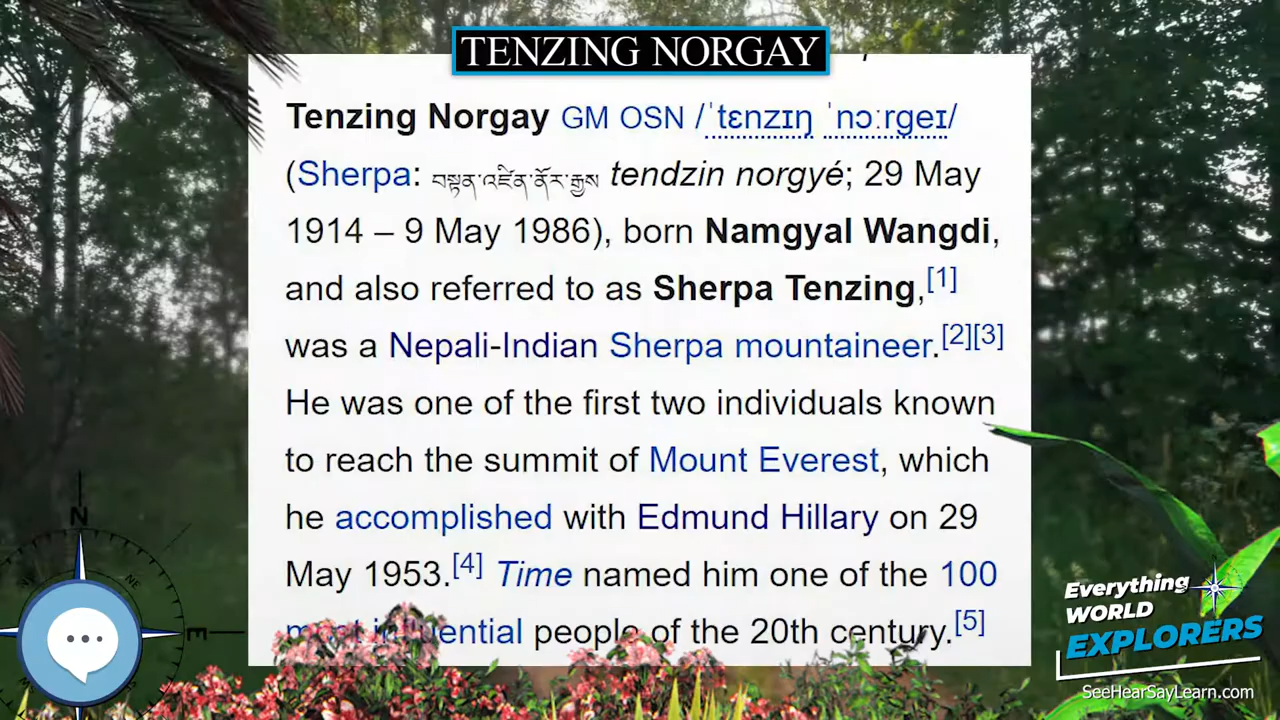 TENZING NORGAY
Tenzing Norgay GM OSN /ˈtɛnzɪŋ ˈnɔːrɡeɪ/
(Sherpa: བསྟན་འཛིན་ནོར་རྒྱས tendzin norgyé; 29 May
1914 – 9 May 1986), born Namgyal Wangdi,
and also referred to as Sherpa Tenzing,[1]
was a Nepali-Indian Sherpa mountaineer.[2][3]
He was one of the first two individuals known
to reach the summit of Mount Everest, which
he accomplished with Edmund Hillary on 29
May 1953.[4] Time named him one of the 100
most influential people of the 20th century.[5]
N
NE
E
Everything
WORLD
EXPLORERS
SeeHearSayLearn.com